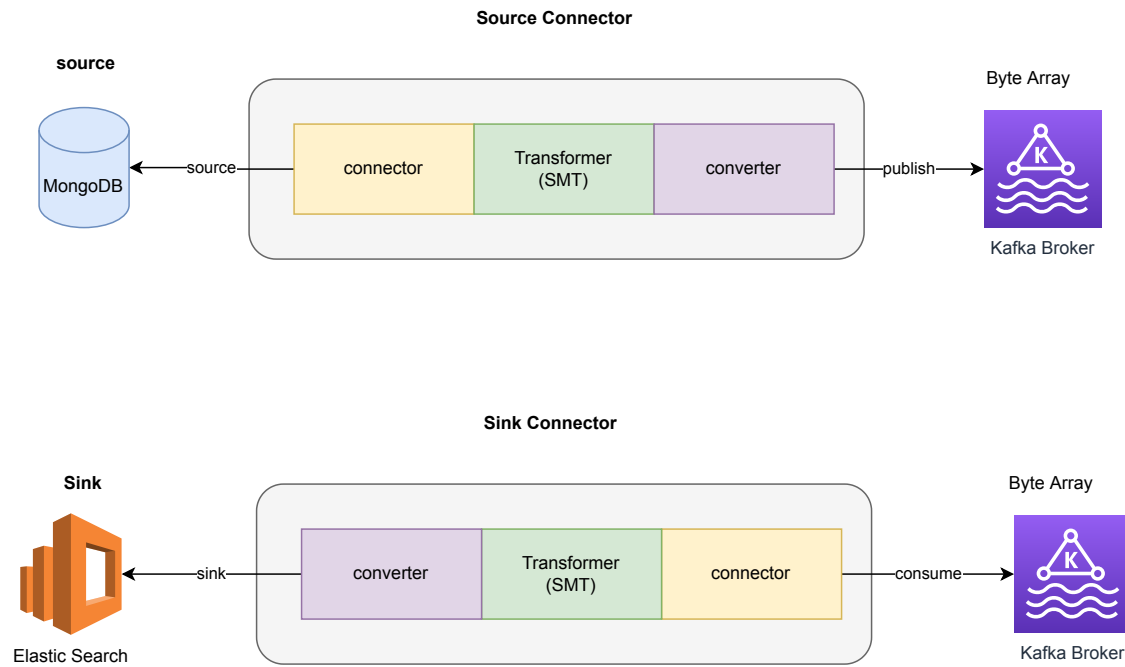 Source Connector
source
Byte Array
MongoDB
source
connector
Transformer
(SMT)
converter
publish
K
Kafka Broker
Sink Connector
Sink
Byte Array
sink
converter
Transformer
(SMT)
connector
consume
K
Elastic Search
Kafka Broker